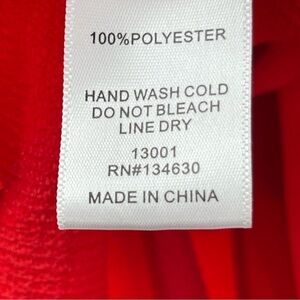 100%POLYESTER
HAND WASH COLD
DO NOT BLEACH
LINE DRY
13001
RN#134630
MADE IN CHINA